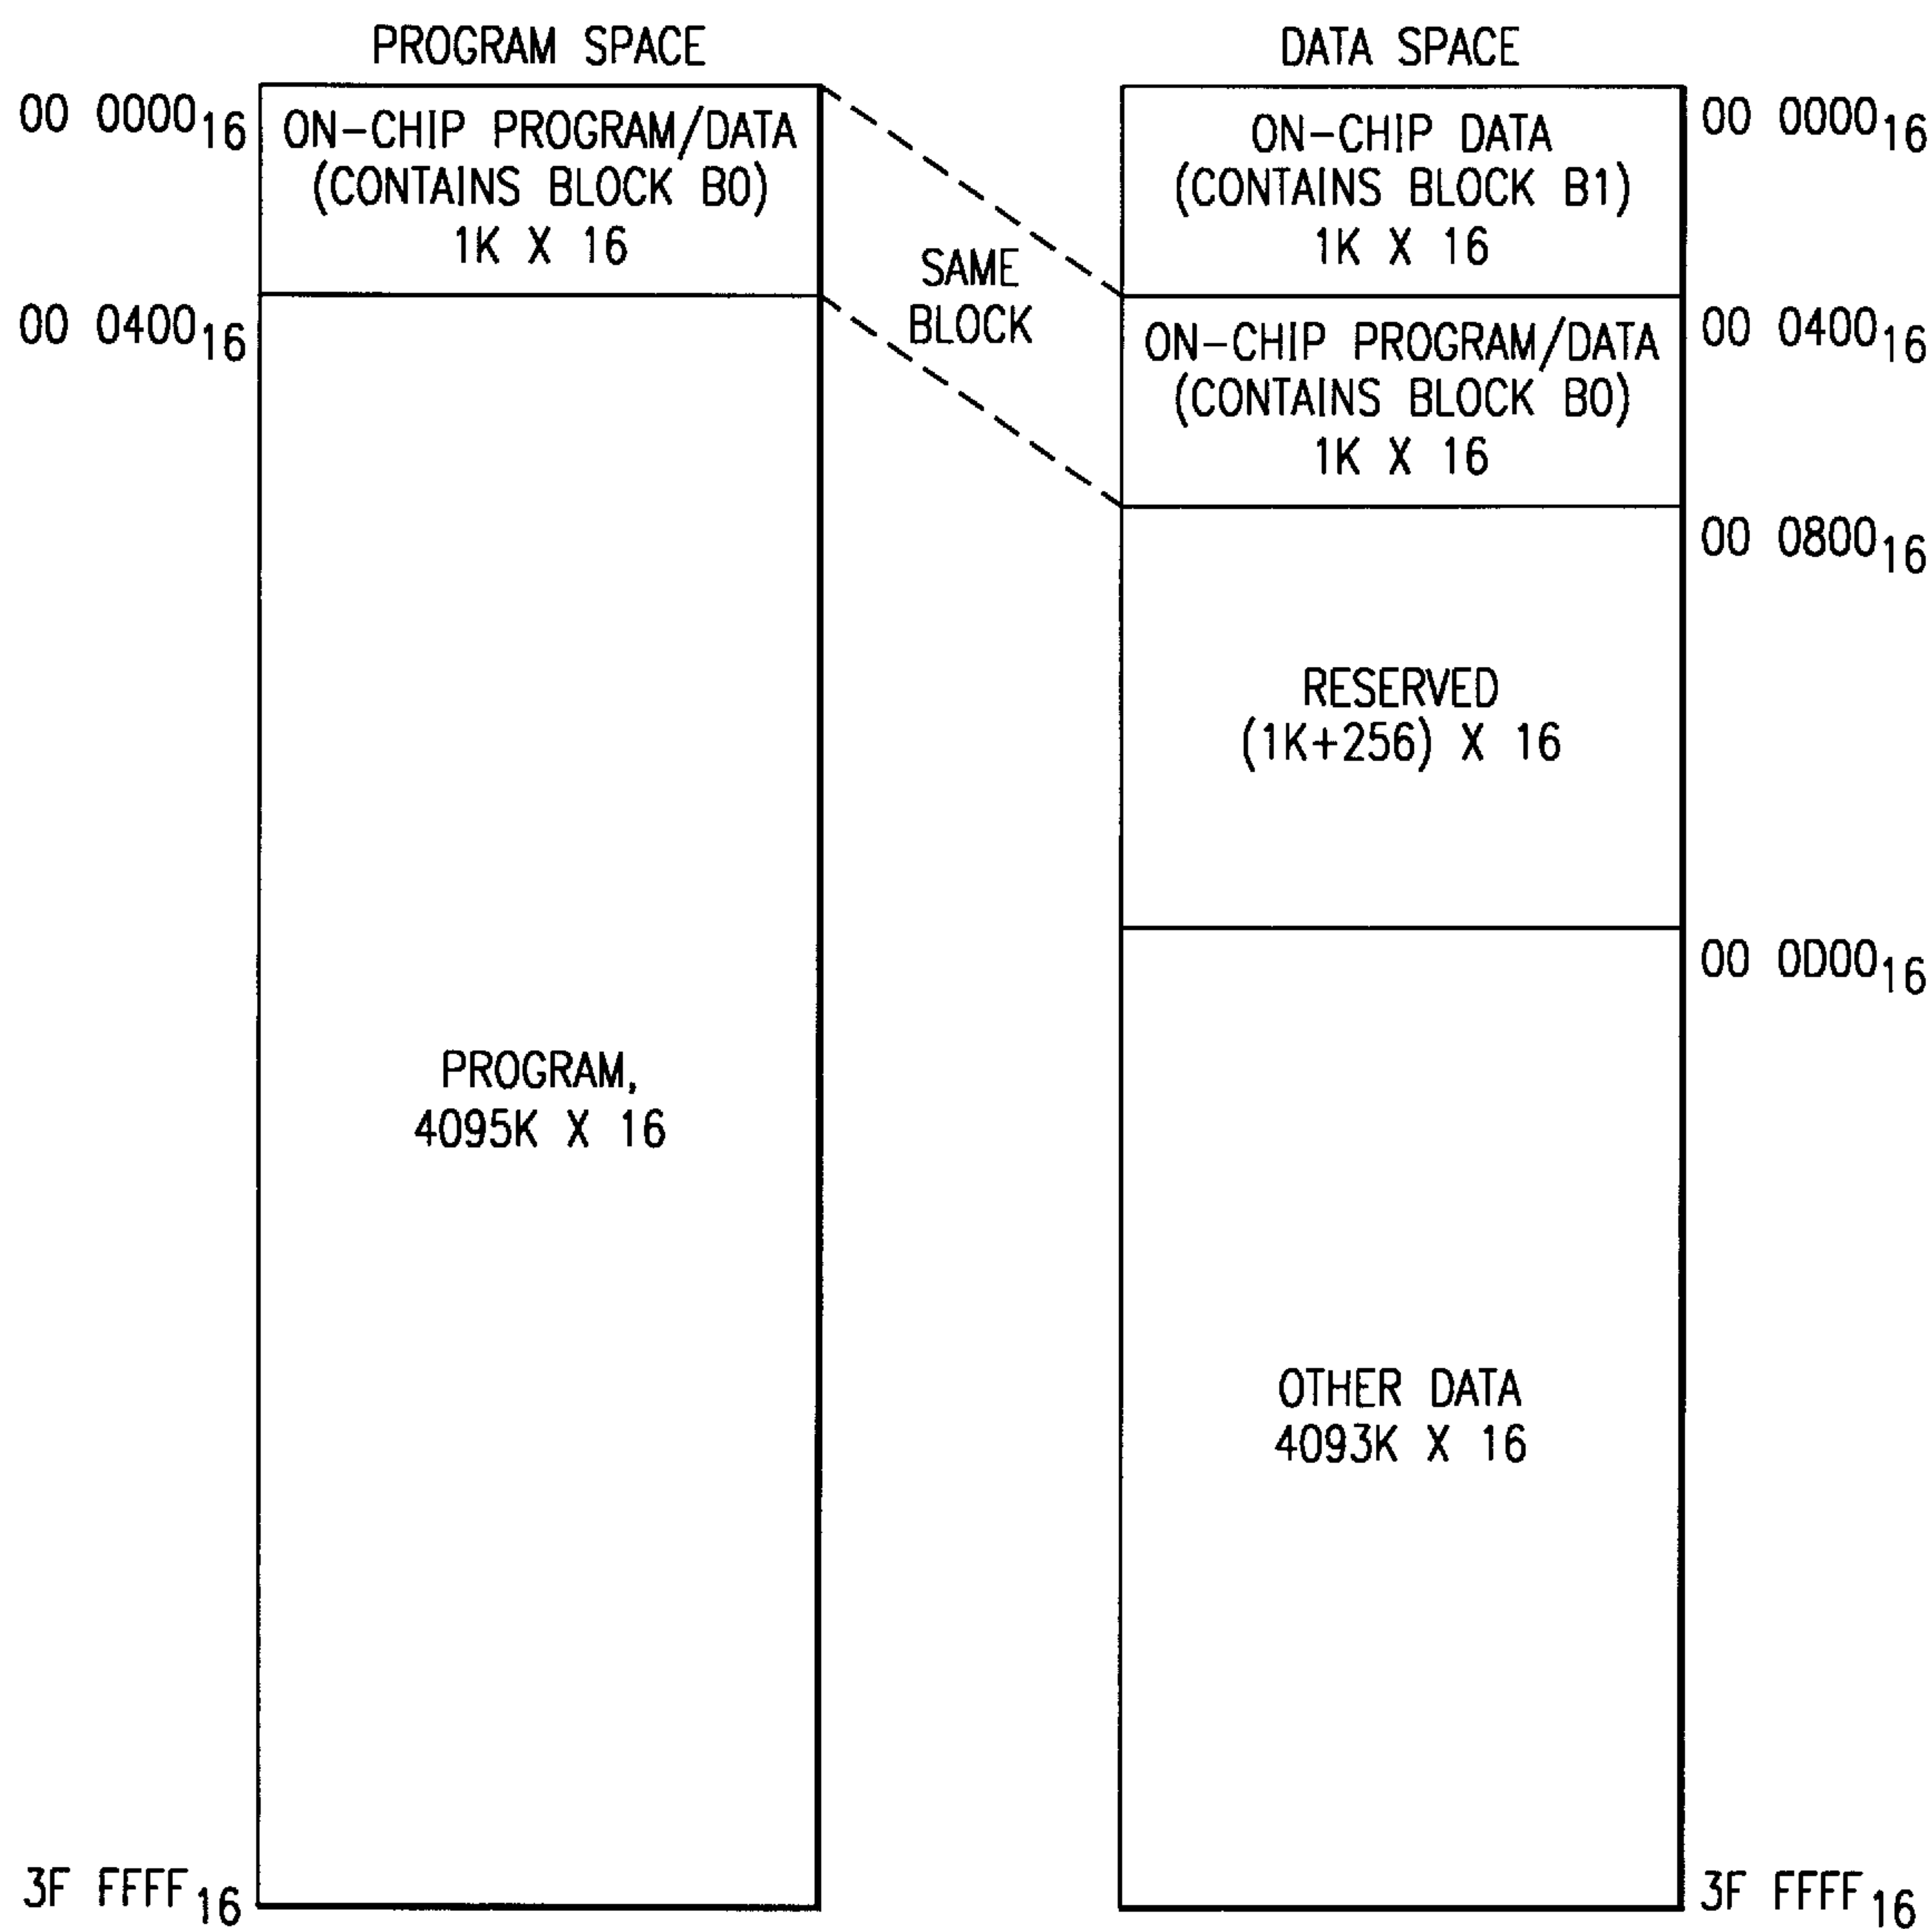 PROGRAM SPACE
00 0000₁₆
ON-CHIP PROGRAM/DATA
(CONTAINS BLOCK B0)
1K X 16
00 0400₁₆
PROGRAM,
4095K X 16
3F FFFF₁₆
SAME
BLOCK
DATA SPACE
ON-CHIP DATA
(CONTAINS BLOCK B1)
1K X 16
00 0000₁₆
ON-CHIP PROGRAM/DATA
(CONTAINS BLOCK B0)
1K X 16
00 0400₁₆
00 0800₁₆
RESERVED
(1K+256) X 16
00 0D00₁₆
OTHER DATA
4093K X 16
3F FFFF₁₆